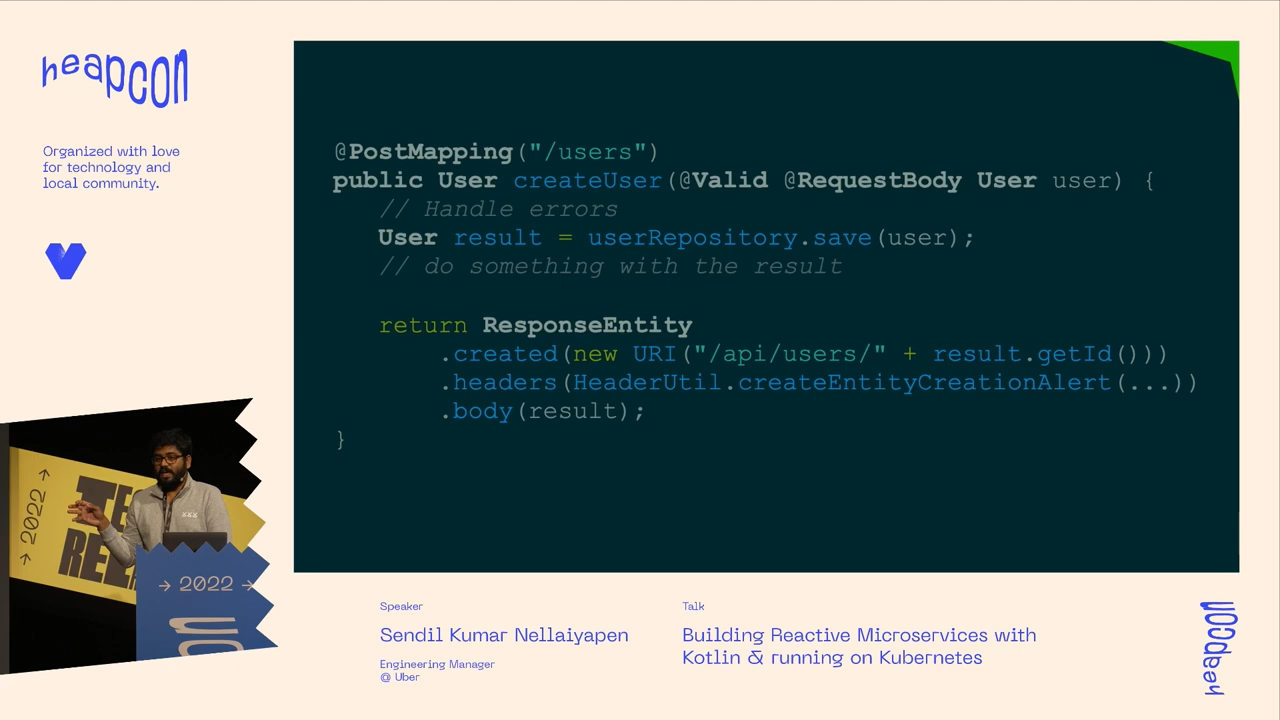 heapcon
Organized with love
for technology and
local community.
@PostMapping("/users")
public User createUser(@Valid @RequestBody User user) {
// Handle errors
User result = userRepository.save(user);
// do something with the result
return ResponseEntity
.created(new URI("/api/users/" + result.getId()))
.headers(HeaderUtil.createEntityCreationAlert(...))
.body(result);
}
→ 2022 →
→ 2022 →
Speaker
Sendil Kumar Nellaiyapen
Engineering Manager
@ Uber
Talk
Building Reactive Microservices with
Kotlin & running on Kubernetes
heapcon